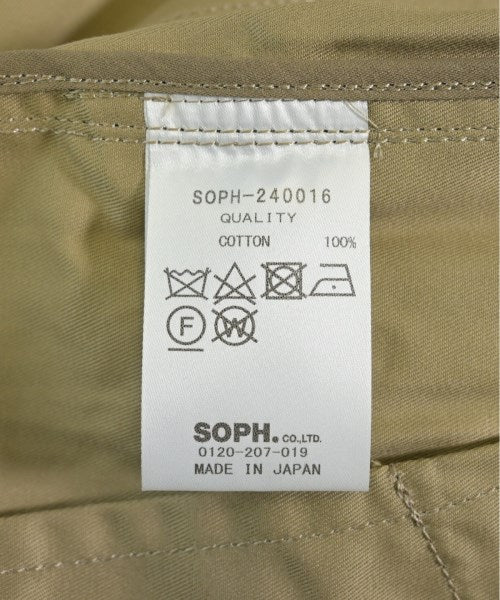 SOPH-240016
QUALITY
COTTON 100%
F W
SOPH. CO.,LTD.
0120-207-019
MADE IN JAPAN